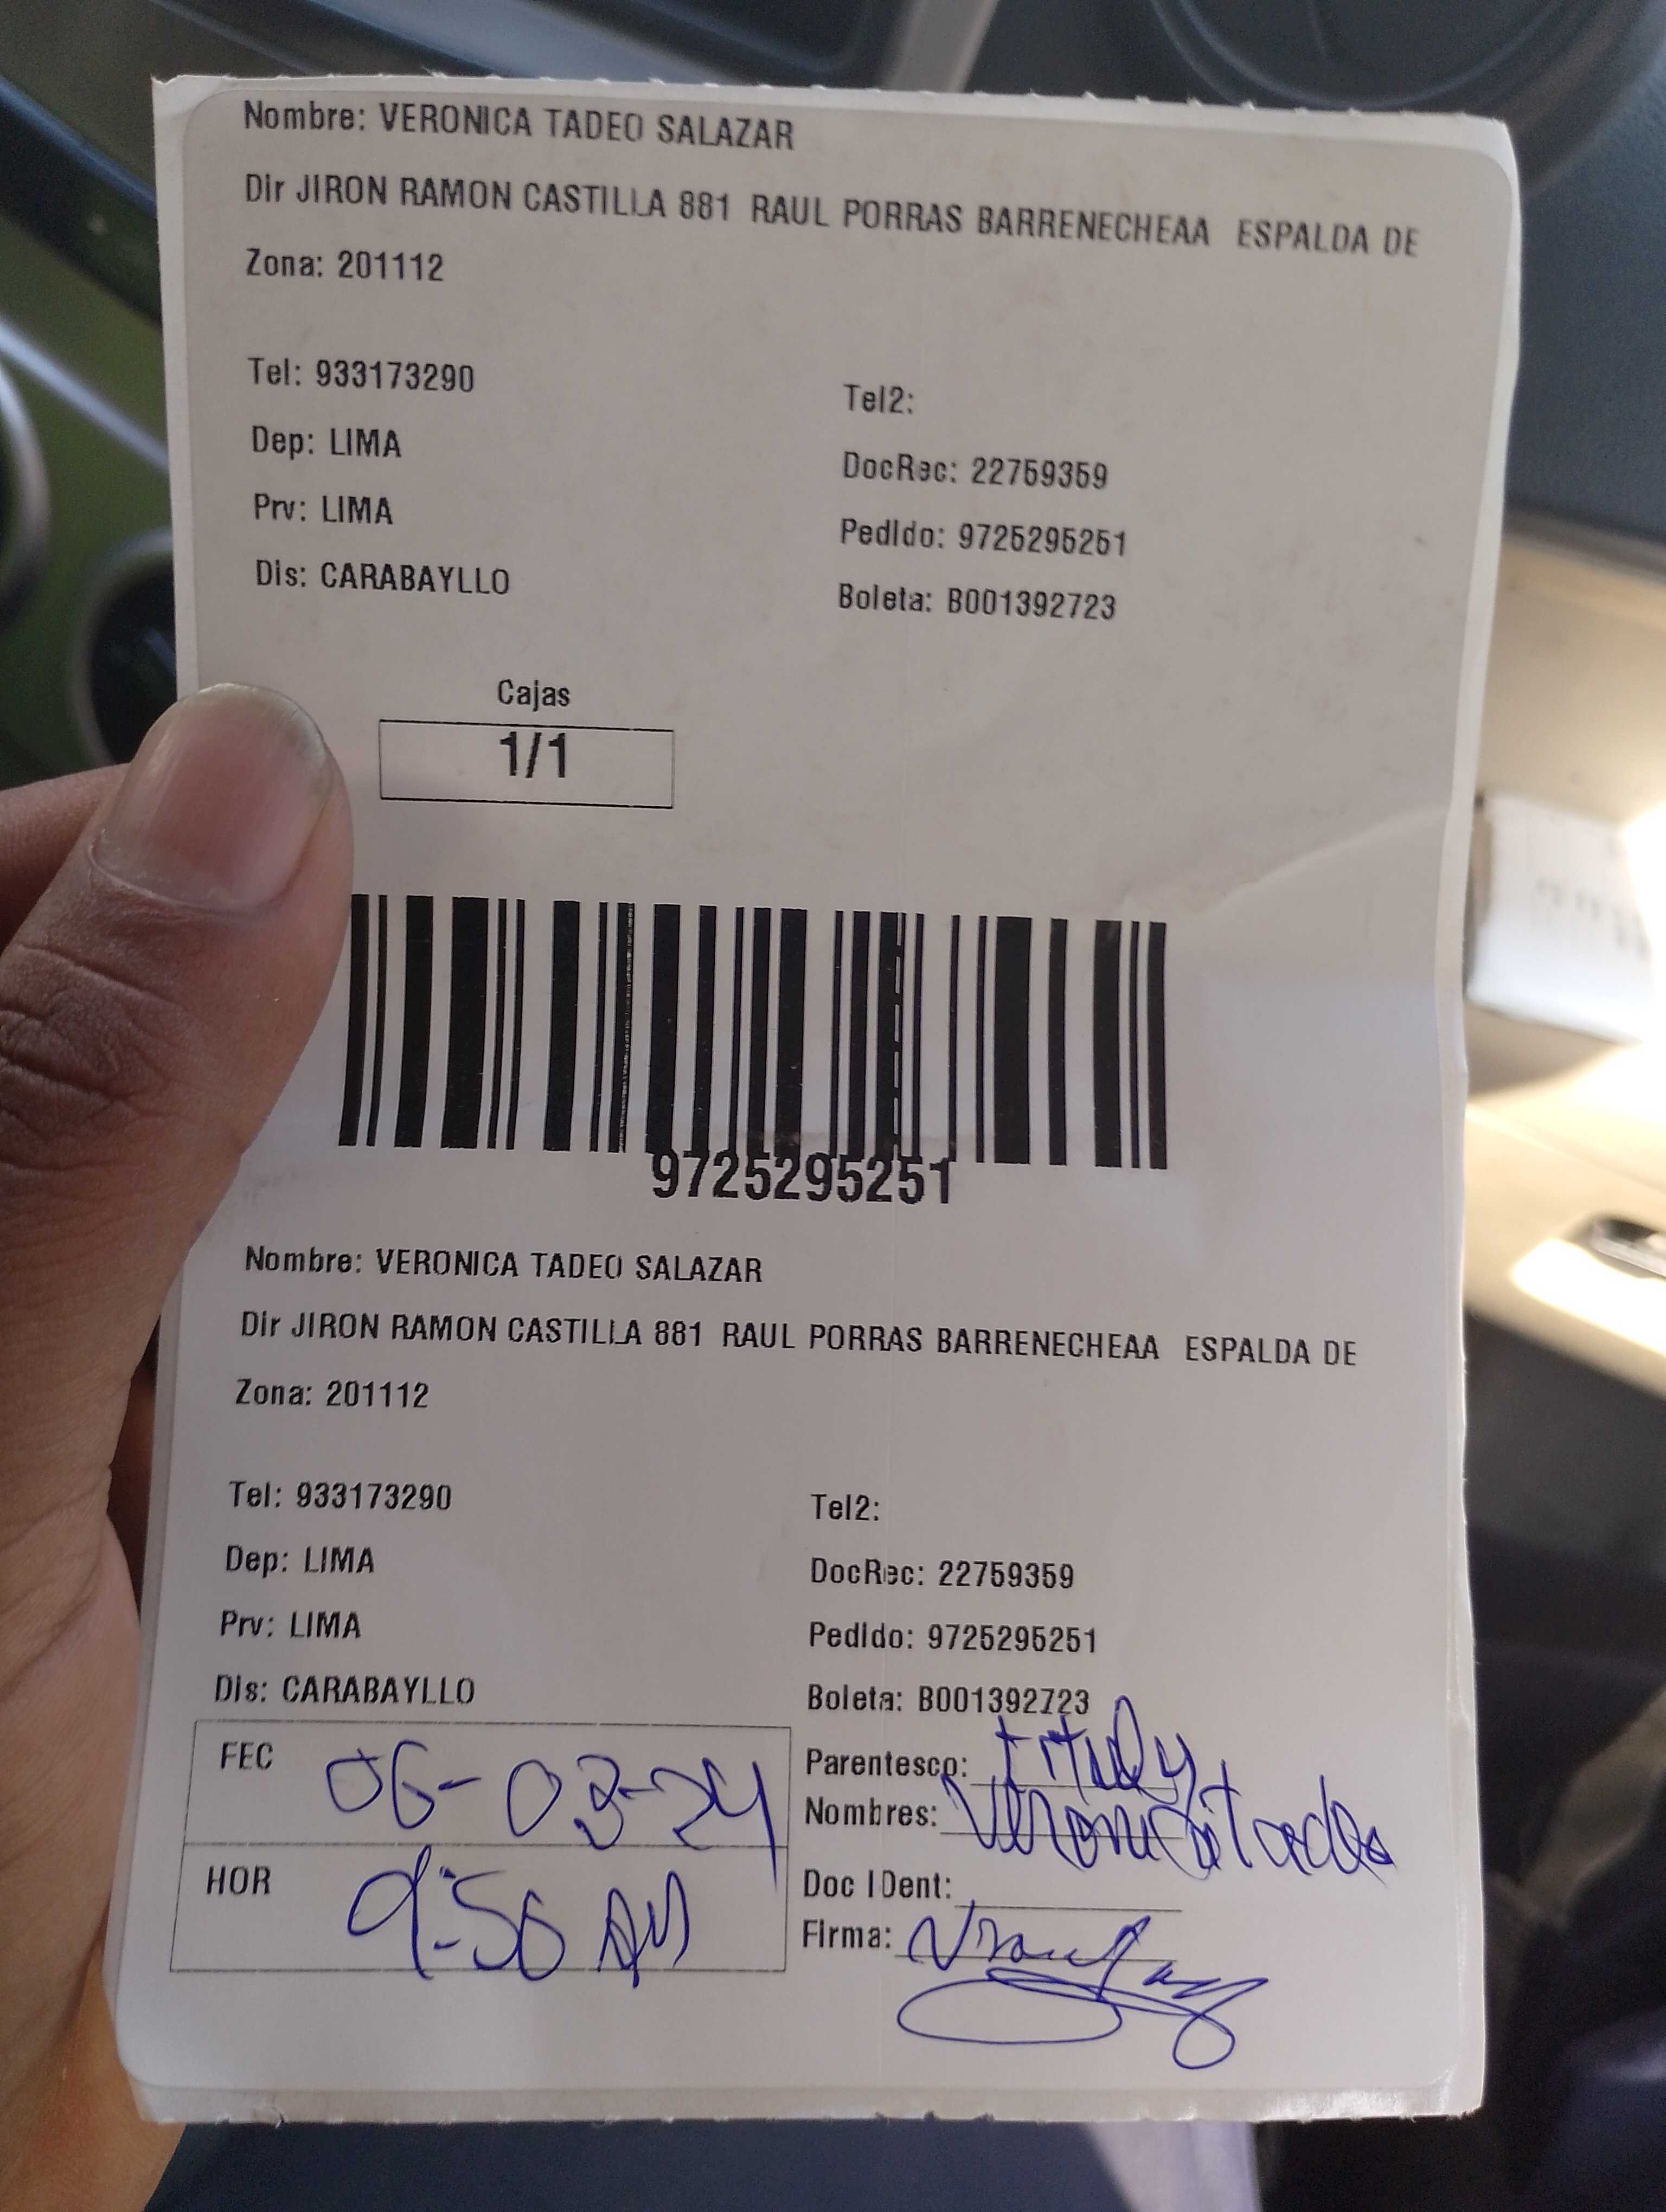 Nombre: VERONICA TADEO SALAZAR
Dir JIRON RAMON CASTILLA 881 RAUL PORRAS BARRENECHEAA ESPALDA DE
Zona: 201112
Tel: 933173290
Tel2:
Dep: LIMA
DocRec: 22759359
Prv: LIMA
Pedido: 9725295251
Dis: CARABAYLLO
Boleta: B001392723
Cajas
1/1
9725295251
Nombre: VERONICA TADEO SALAZAR
Dir JIRON RAMON CASTILLA 881 RAUL PORRAS BARRENECHEAA ESPALDA DE
Zona: 201112
Tel: 933173290
Tel2:
Dep: LIMA
DocRec: 22759359
Prv: LIMA
Pedido: 9725295251
Dis: CARABAYLLO
Boleta: B001392723
FEC 06-03-24
Parentesco:
Nombres: Veronica tadeo
HOR 9:56 AM
Doc IDent:
Firma: